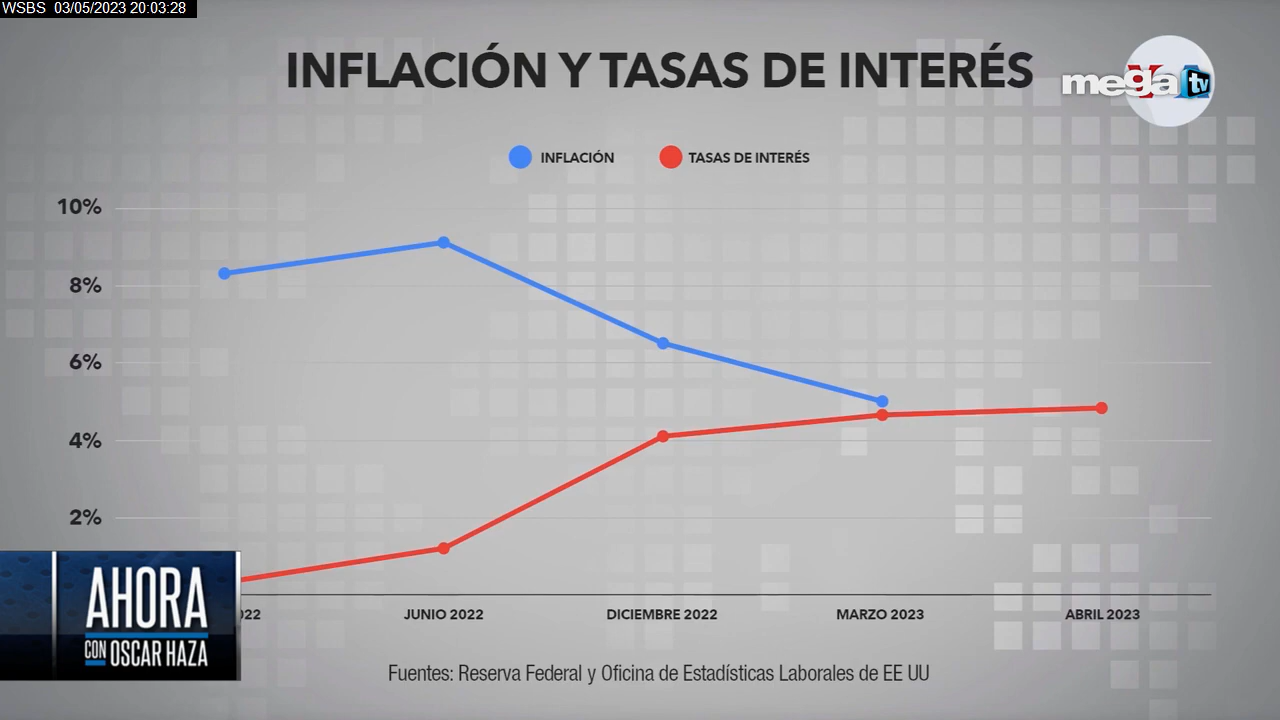 WSBS 03/05/2023 20:03:28
INFLACIÓN Y TASAS DE INTERÉS
mega tv
INFLACIÓN
TASAS DE INTERÉS
10%
8%
6%
4%
2%
022
JUNIO 2022
DICIEMBRE 2022
MARZO 2023
ABRIL 2023
AHORA
CON OSCAR HAZA
Fuentes: Reserva Federal y Oficina de Estadísticas Laborales de EE UU